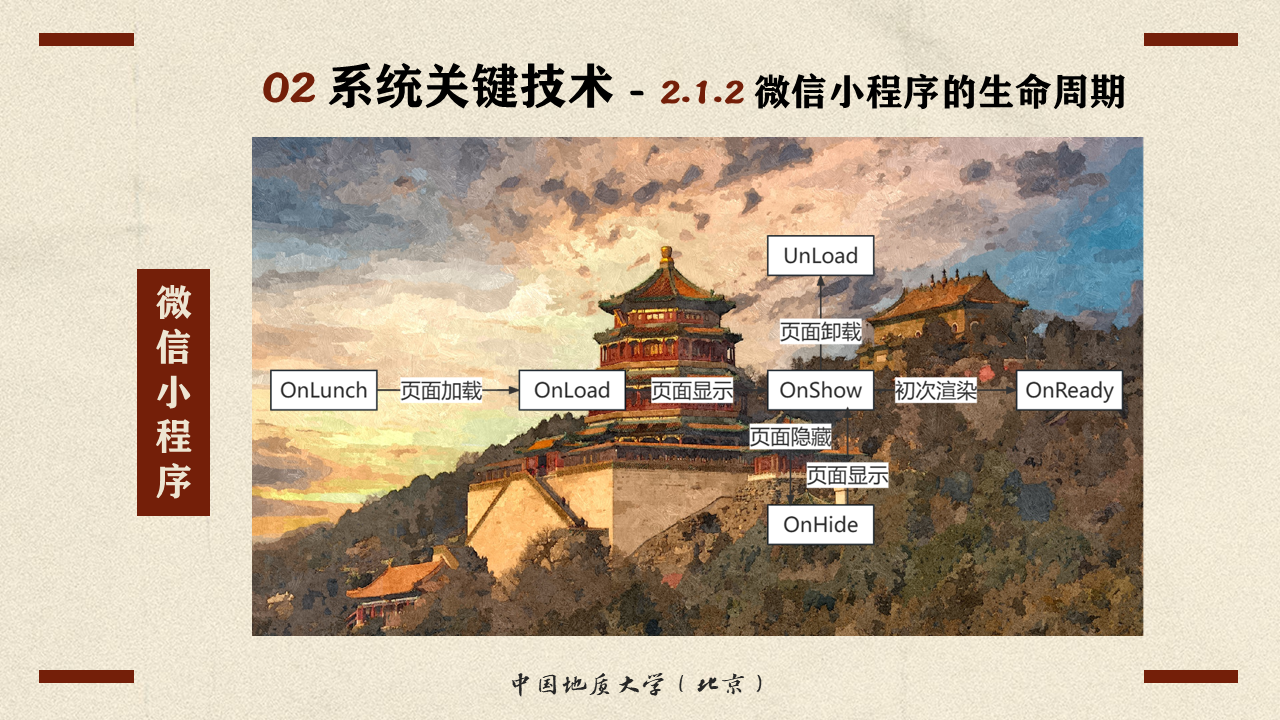 02 系统关键技术 - 2.1.2 微信小程序的生命周期
微信小程序
UnLoad
页面卸载
OnLunch
页面加载
OnLoad
页面显示
OnShow
初次渲染
OnReady
页面隐藏
页面显示
OnHide
中国地质大学（北京）